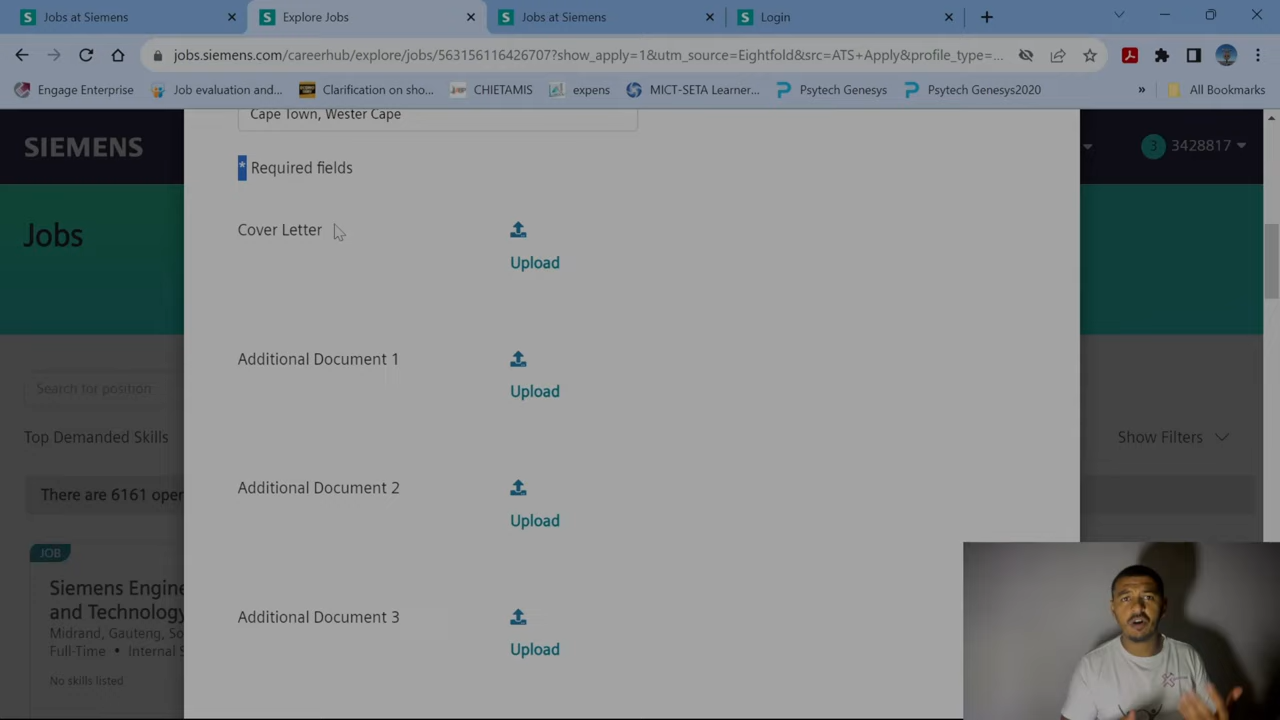 Jobs at Siemens
Explore Jobs
Jobs at Siemens
Login
jobs.siemens.com/careerhub/explore/jobs/563156116426707?show_apply=1&utm_source=Eightfold&src=ATS+Apply&profile_type=...
Engage Enterprise
Job evaluation and...
Clarification on sho...
CHIETAMIS
expens
MICT-SETA Learner...
Psytech Genesys
Psytech Genesys2020
»
All Bookmarks
Cape Town, Wester Cape
SIEMENS
3 3428817
* Required fields
Jobs
Cover Letter
Upload
Additional Document 1
Upload
Search for position
Top Demanded Skills
Show Filters
There are 6161 oper
Additional Document 2
Upload
JOB
Siemens Engine
and Technology
Midrand, Gauteng, So
Full-Time • Internal S
No skills listed
Additional Document 3
Upload